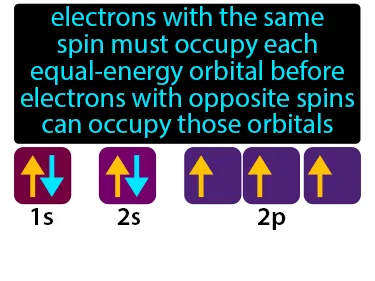 electrons with the same
spin must occupy each
equal-energy orbital before
electrons with opposite spins
can occupy those orbitals
1s 2s 2p